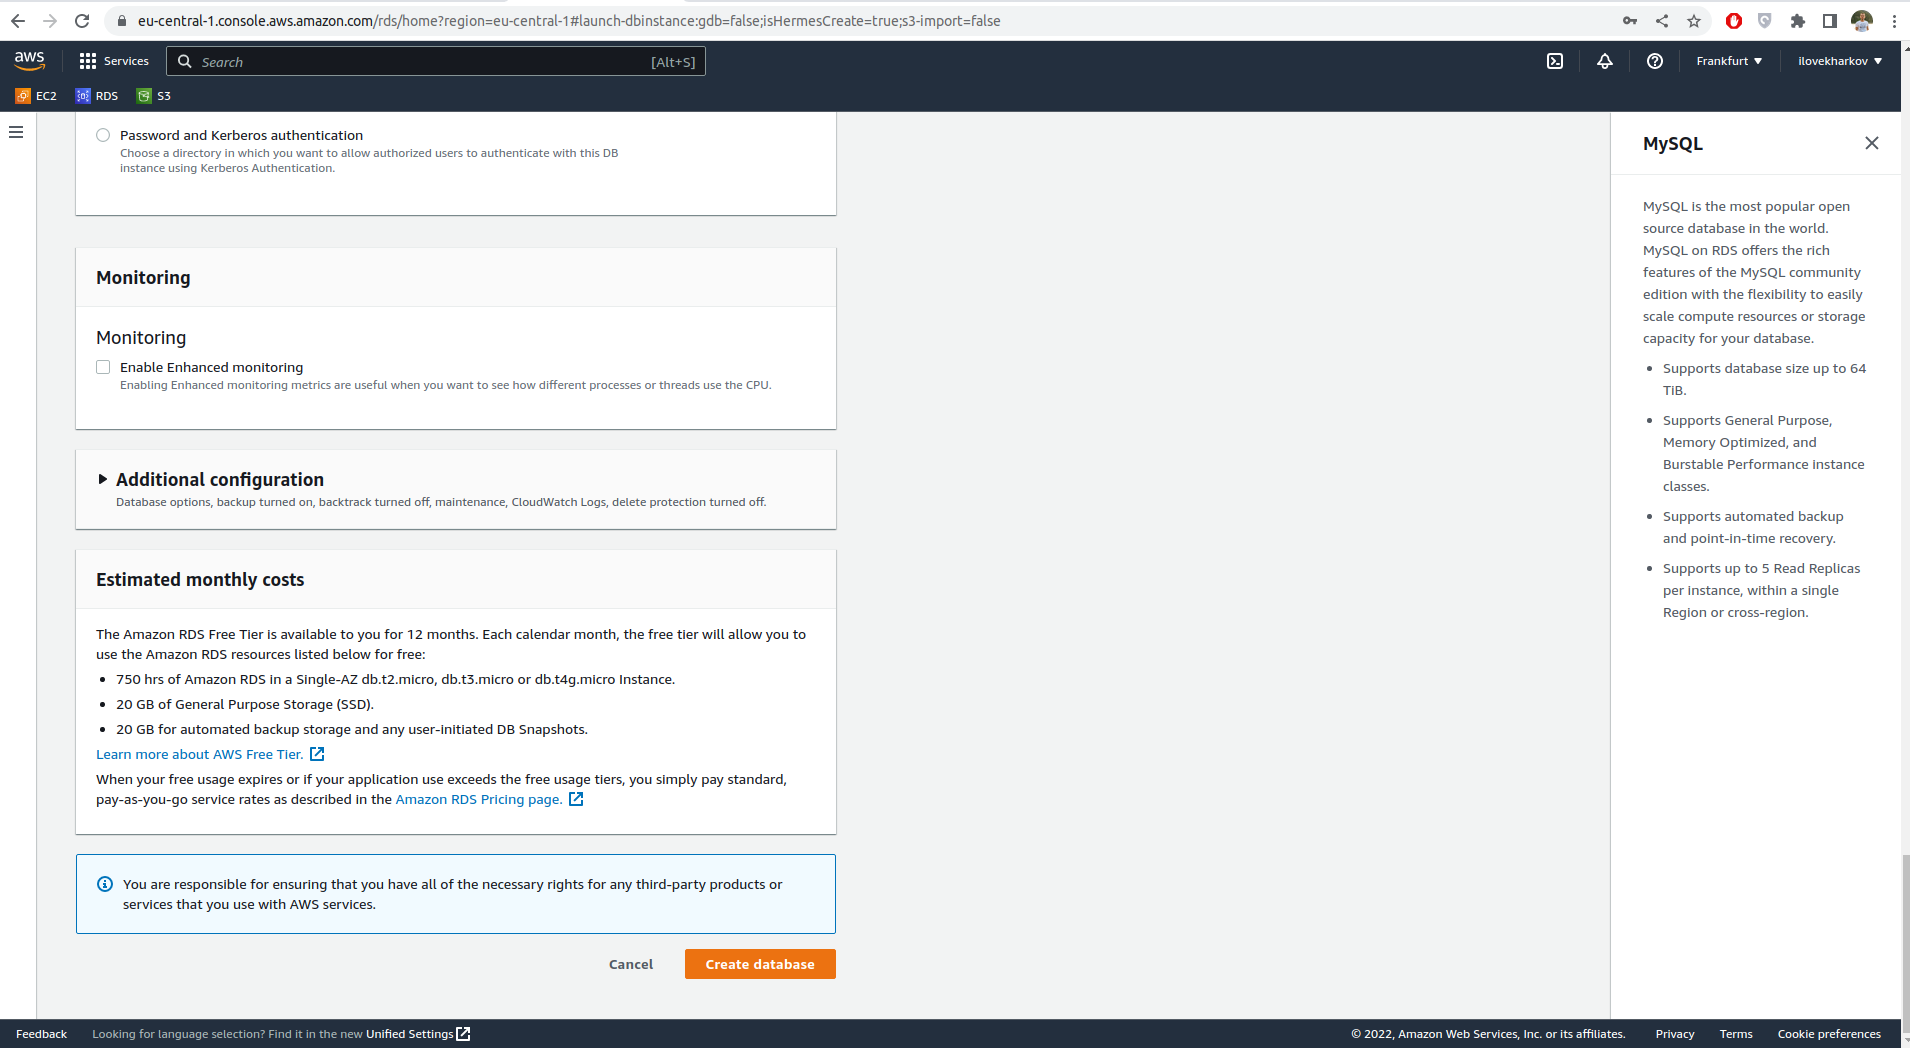 eu-central-1.console.aws.amazon.com/rds/home?region=eu-central-1#launch-dbinstance:gdb=false;isHermesCreate=true;s3-import=false
aws
Services
Search
[Alt+S]
Frankfurt
ilovekharkov
EC2
RDS
S3
Password and Kerberos authentication
Choose a directory in which you want to allow authorized users to authenticate with this DB
instance using Kerberos Authentication.
Monitoring
Monitoring
Enable Enhanced monitoring
Enabling Enhanced monitoring metrics are useful when you want to see how different processes or threads use the CPU.
Additional configuration
Database options, backup turned on, backtrack turned off, maintenance, CloudWatch Logs, delete protection turned off.
Estimated monthly costs
The Amazon RDS Free Tier is available to you for 12 months. Each calendar month, the free tier will allow you to
use the Amazon RDS resources listed below for free:
• 750 hrs of Amazon RDS in a Single-AZ db.t2.micro, db.t3.micro or db.t4g.micro Instance.
• 20 GB of General Purpose Storage (SSD).
• 20 GB for automated backup storage and any user-initiated DB Snapshots.
Learn more about AWS Free Tier.
When your free usage expires or if your application use exceeds the free usage tiers, you simply pay standard,
pay-as-you-go service rates as described in the Amazon RDS Pricing page.
You are responsible for ensuring that you have all of the necessary rights for any third-party products or
services that you use with AWS services.
Cancel
Create database
MySQL
MySQL is the most popular open
source database in the world.
MySQL on RDS offers the rich
features of the MySQL community
edition with the flexibility to easily
scale compute resources or storage
capacity for your database.
• Supports database size up to 64
TiB.
• Supports General Purpose,
Memory Optimized, and
Burstable Performance instance
classes.
• Supports automated backup
and point-in-time recovery.
• Supports up to 5 Read Replicas
per instance, within a single
Region or cross-region.
Feedback
Looking for language selection? Find it in the new Unified Settings
© 2022, Amazon Web Services, Inc. or its affiliates.
Privacy
Terms
Cookie preferences